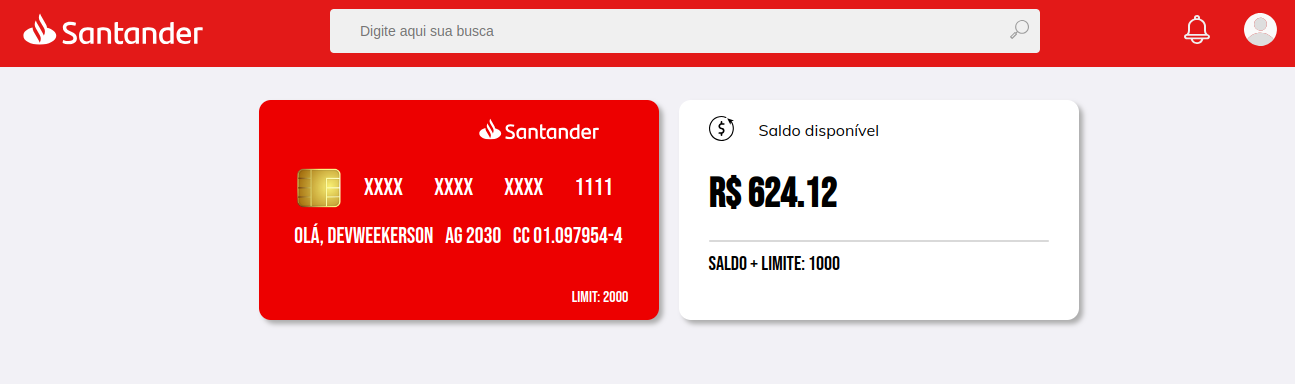 Santander
Digite aqui sua busca
Santander
XXXX XXXX XXXX 1111
OLÁ, DEVWEEKERSON AG 2030 CC 01.097954-4
LIMIT: 2000
Saldo disponível
R$ 624.12
SALDO + LIMITE: 1000